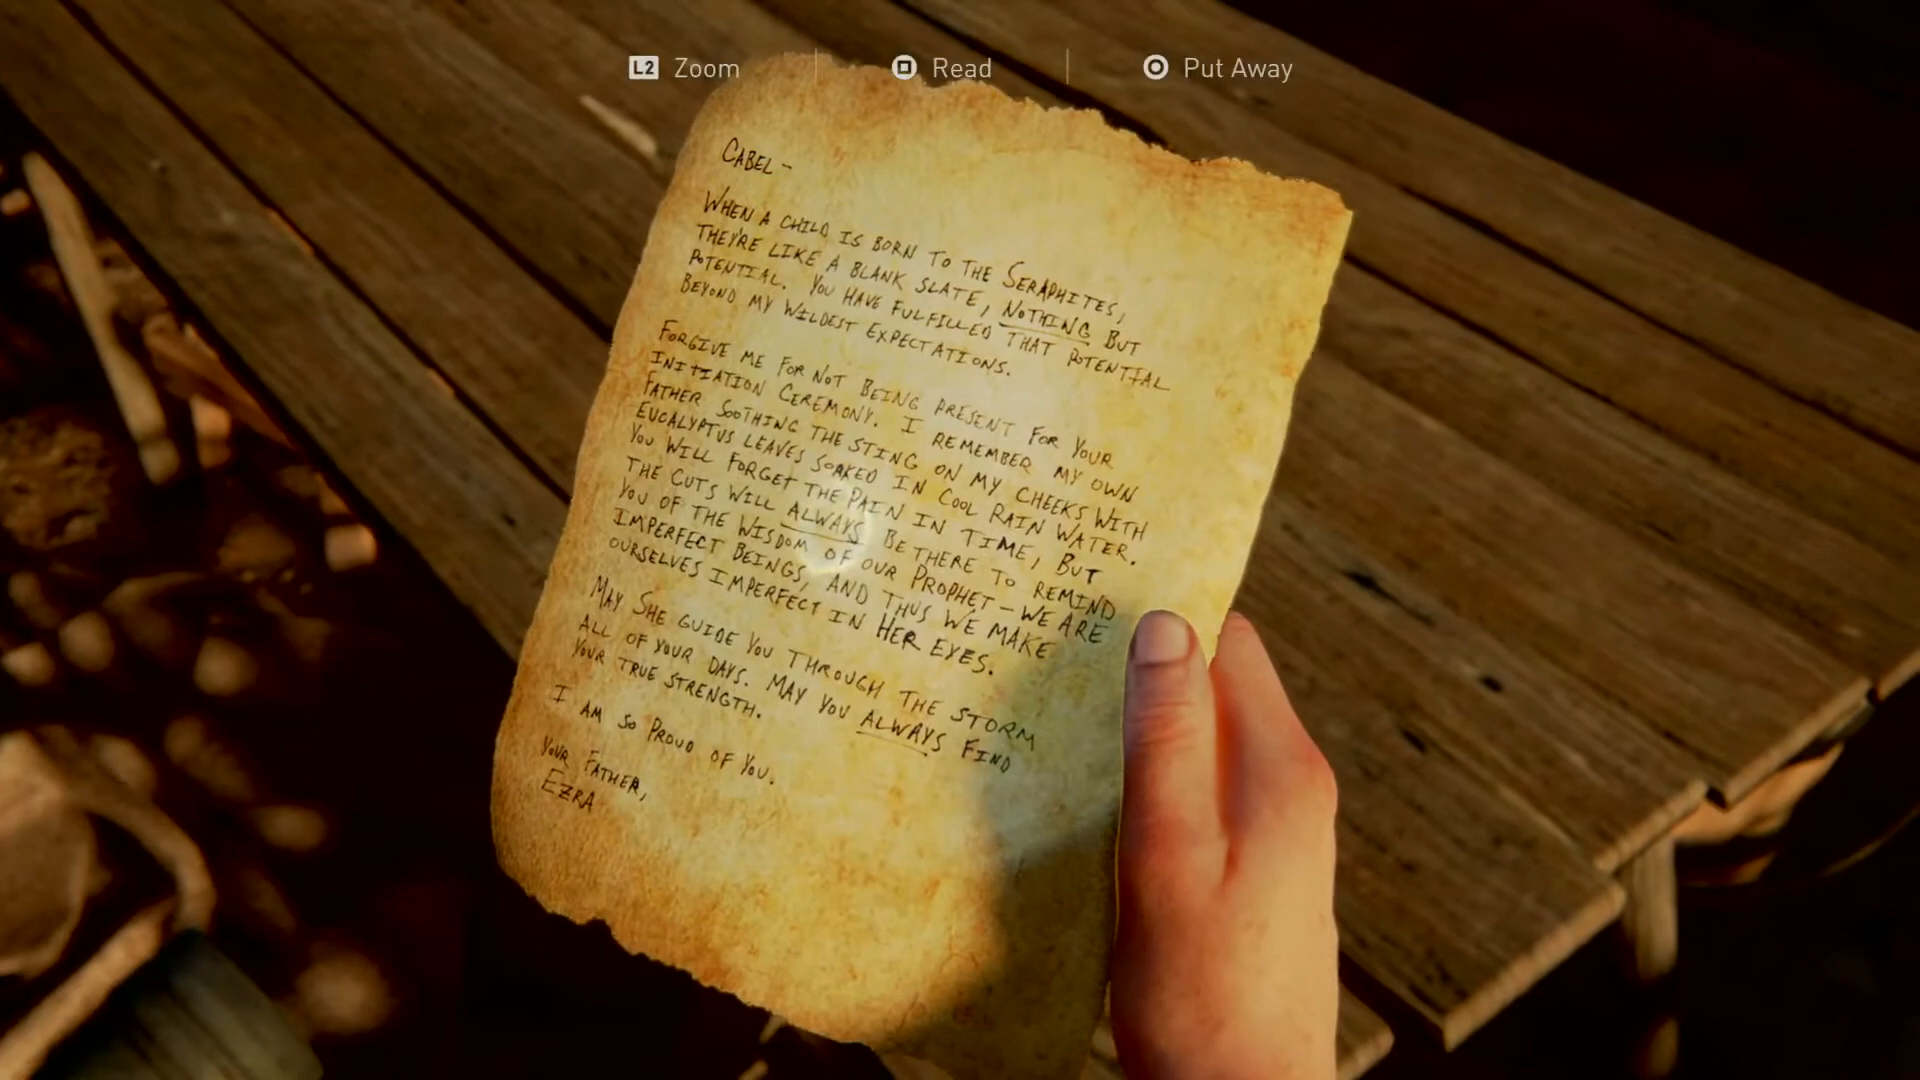 L2 Zoom Read Put Away
CABEL -
WHEN A CHILD IS BORN TO THE SERAPHITES,
THEY'RE LIKE A BLANK SLATE, NOTHING BUT
POTENTIAL. YOU HAVE FULFILLED THAT POTENTIAL
BEYOND MY WILDEST EXPECTATIONS.
FORGIVE ME FOR NOT BEING PRESENT FOR YOUR
INITIATION CEREMONY. I REMEMBER MY OWN
FATHER SOOTHING THE STING ON MY CHEEKS WITH
EUCALYPTUS LEAVES SOAKED IN COOL RAIN WATER.
YOU WILL FORGET THE PAIN IN TIME, BUT
THE CUTS WILL ALWAYS BE THERE TO REMIND
YOU OF THE WISDOM OF OUR PROPHET - WE ARE
IMPERFECT BEINGS, AND THUS WE MAKE
OURSELVES IMPERFECT IN HER EYES.
MAY SHE GUIDE YOU THROUGH THE STORM
ALL OF YOUR DAYS. MAY YOU ALWAYS FIND
YOUR TRUE STRENGTH.
I AM SO PROUD OF YOU.
YOUR FATHER,
EZRA